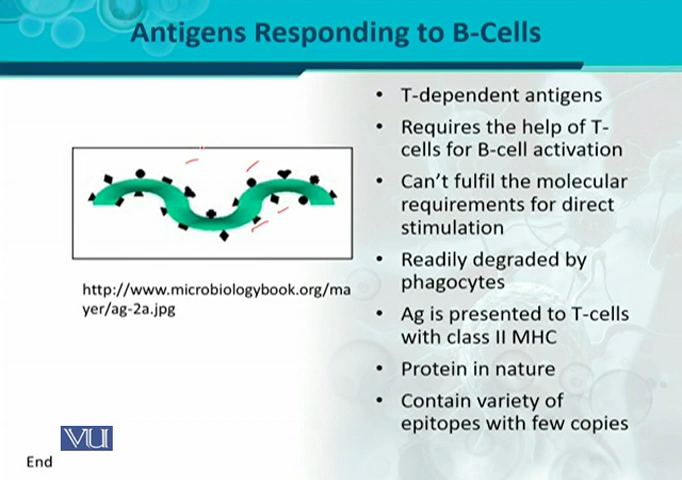 Antigens Responding to B-Cells
• T-dependent antigens
• Requires the help of T-
cells for B-cell activation
• Can't fulfil the molecular
requirements for direct
stimulation
• Readily degraded by
phagocytes
• Ag is presented to T-cells
with class II MHC
• Protein in nature
• Contain variety of
epitopes with few copies
http://www.microbiologybook.org/ma
yer/ag-2a.jpg
VU
End